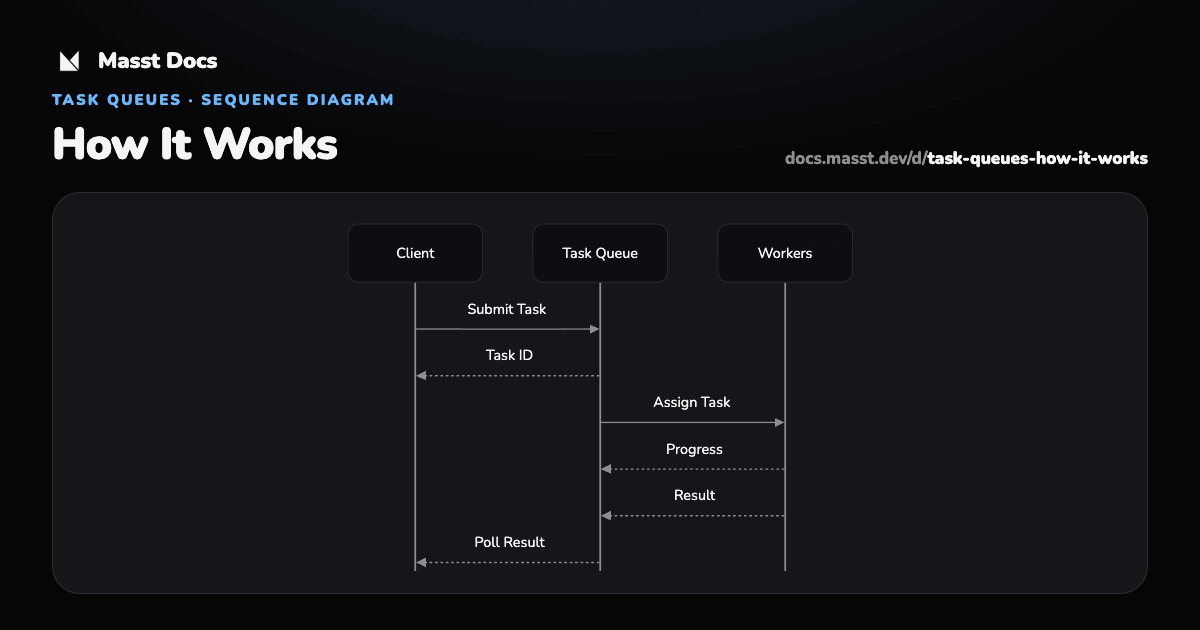 Masst Docs
TASK QUEUES · SEQUENCE DIAGRAM
How It Works
docs.masst.dev/d/task-queues-how-it-works
Client
Task Queue
Workers
Submit Task
Task ID
Assign Task
Progress
Result
Poll Result